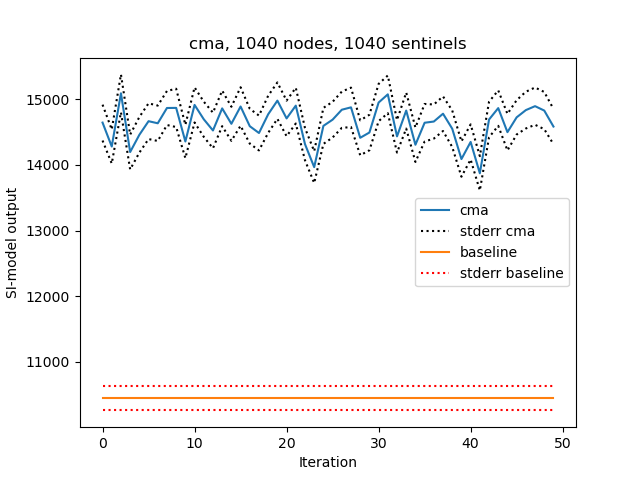 cma, 1040 nodes, 1040 sentinels
SI-model output
15000
14000
13000
12000
11000
cma
stderr cma
baseline
stderr baseline
0 10 20 30 40 50
Iteration